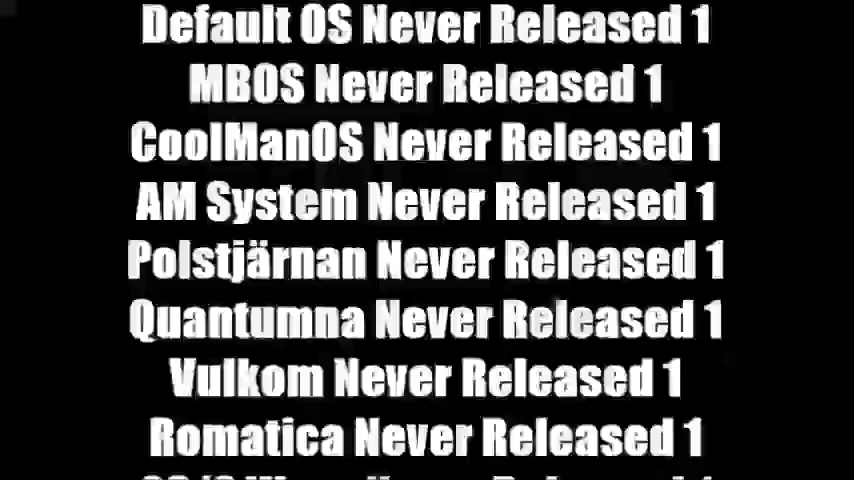 Default OS Never Released 1
MBOS Never Released 1
CoolManOS Never Released 1
AM System Never Released 1
Polstjärnan Never Released 1
Quantumna Never Released 1
Vulkom Never Released 1
Romatica Never Released 1